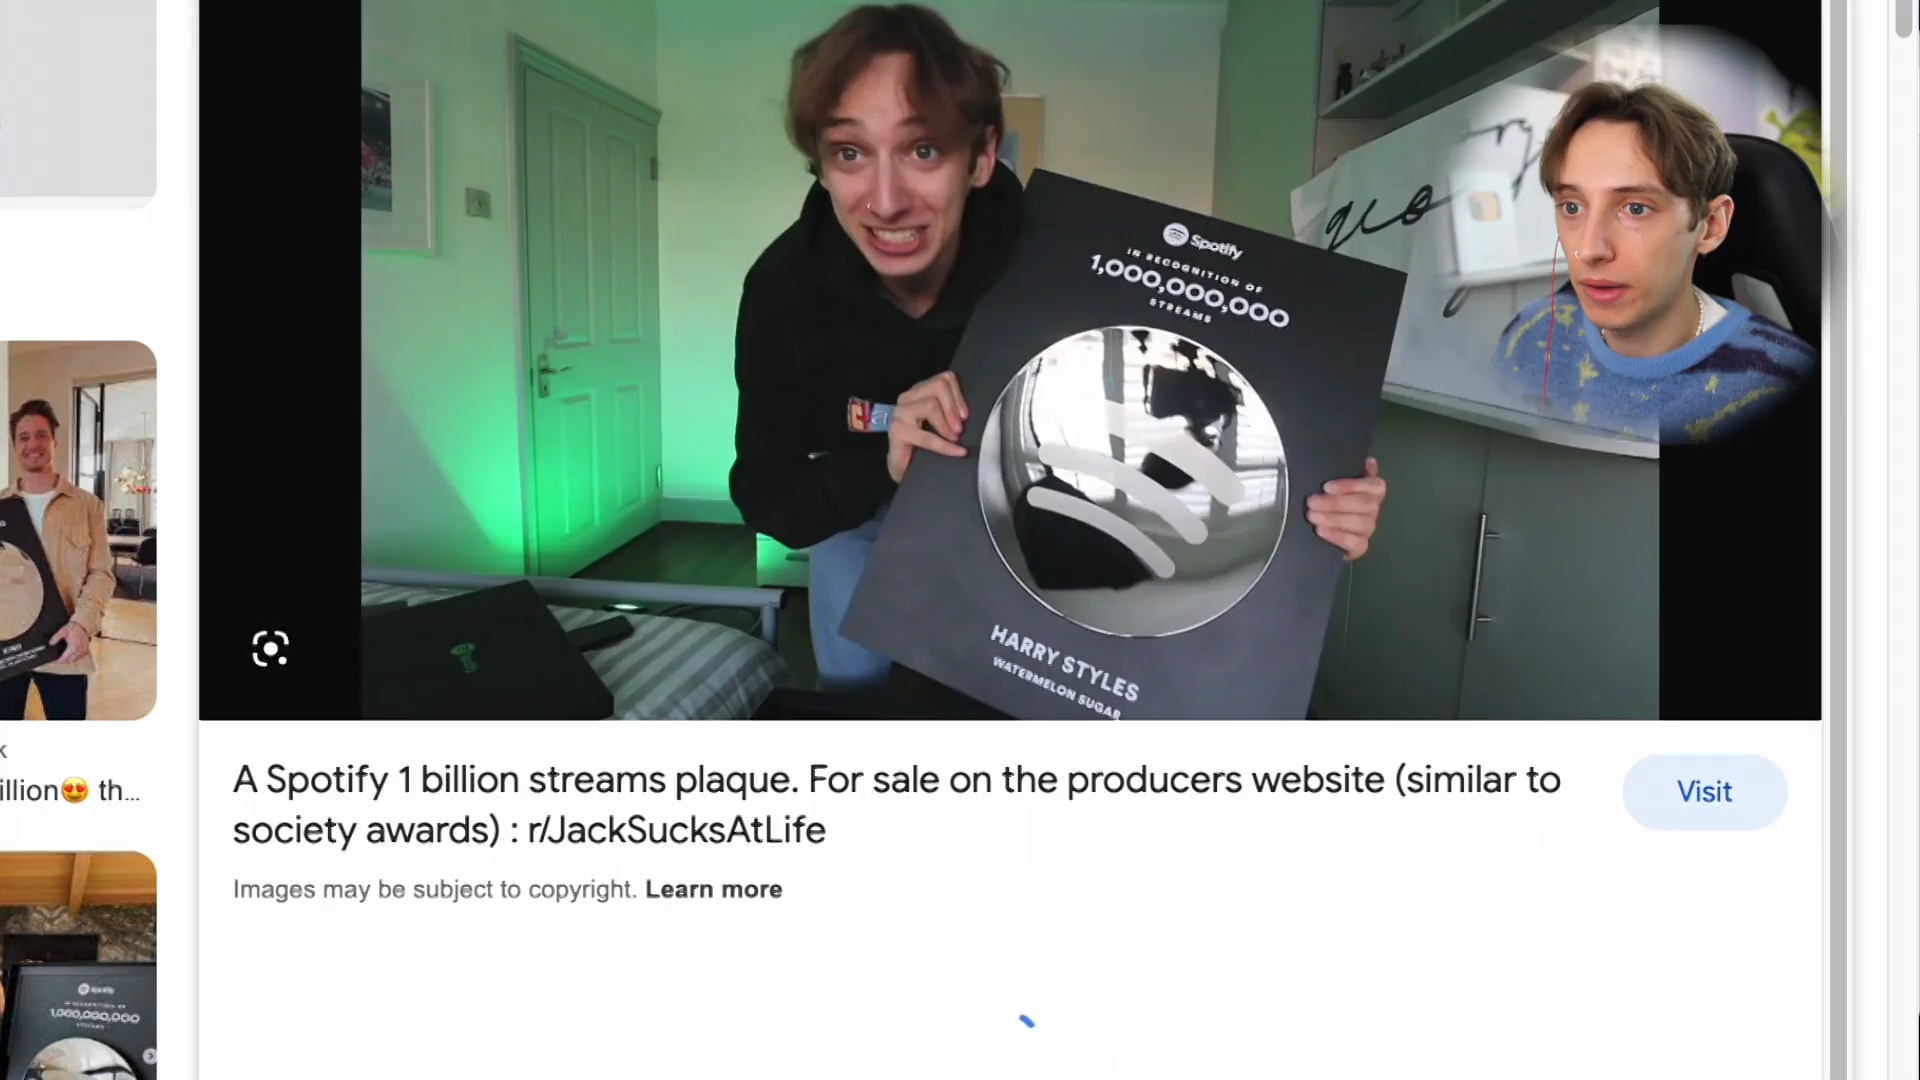 Spotify
IN RECOGNITION OF
1,000,000,000
STREAMS
HARRY STYLES
WATERMELON SUGAR
illion😍 th...
A Spotify 1 billion streams plaque. For sale on the producers website (similar to
society awards) : r/JackSucksAtLife
Visit
Images may be subject to copyright. Learn more
Spotify
1,000,000,000